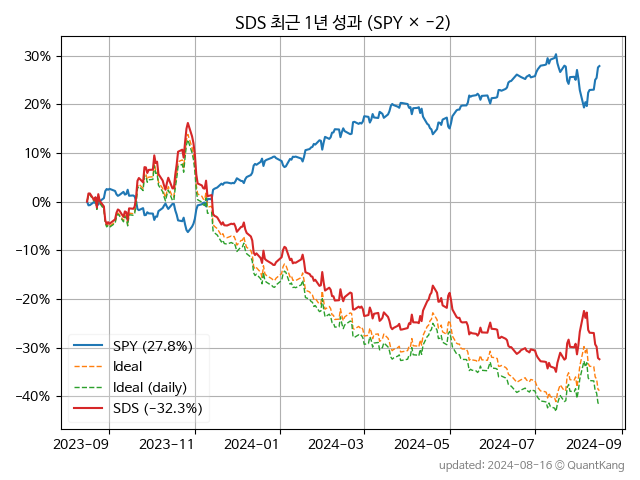 SDS 최근 1년 성과 (SPY × −2)
30%
20%
10%
0%
−10%
−20%
−30%
−40%
SPY (27.8%)
Ideal
Ideal (daily)
SDS (−32.3%)
2023−09
2023−11
2024−01
2024−03
2024−05
2024−07
2024−09
updated: 2024-08-16 © QuantKang